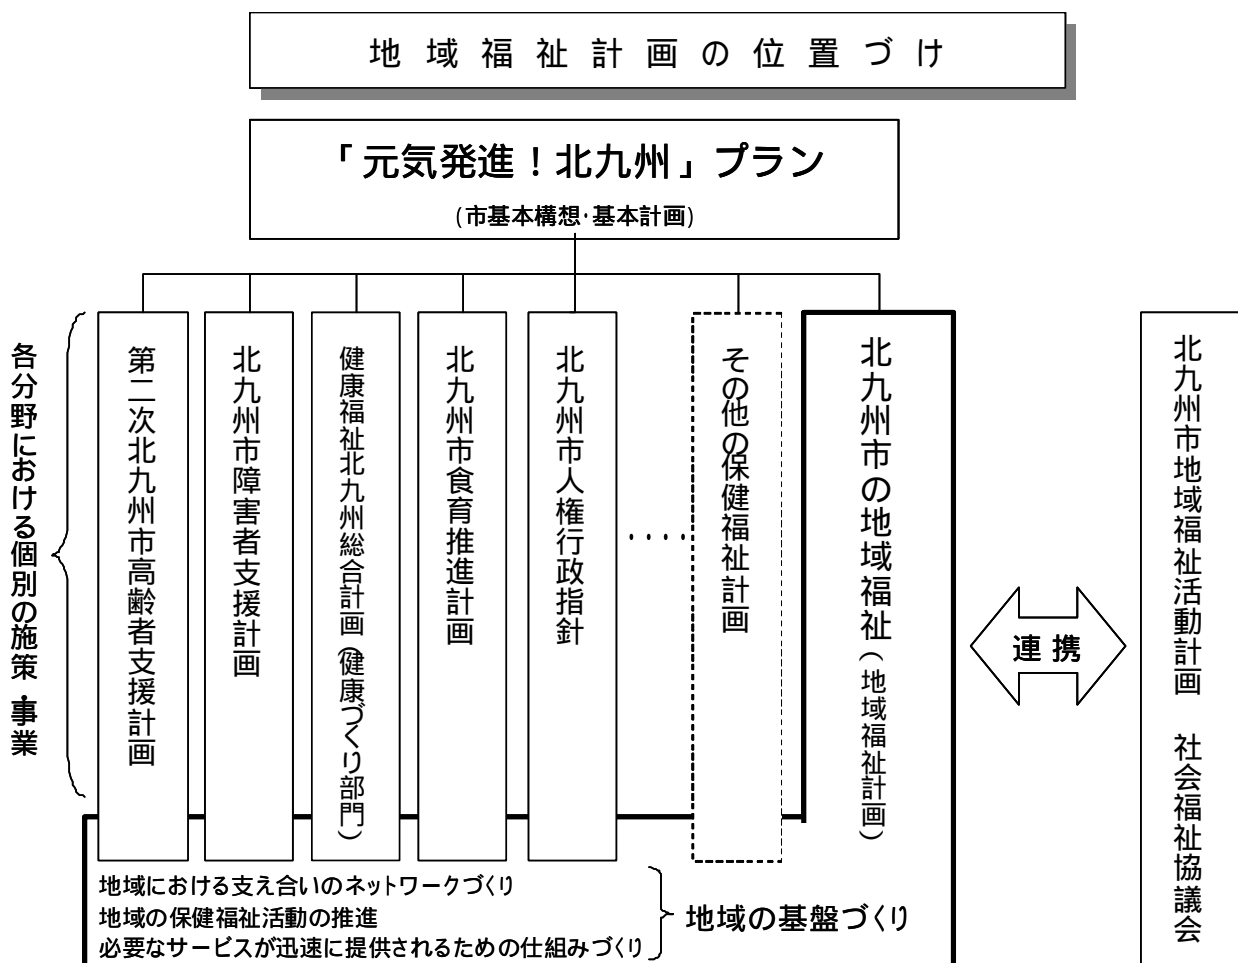 地域福祉計画の位置づけ
「元気発進！北九州」プラン
(市基本構想・基本計画)
各分野における個別の施策・事業
第二次北九州市高齢者支援計画
北九州市障害者支援計画
健康福祉北九州総合計画（健康づくり部門）
北九州市食育推進計画
北九州市人権行政指針
・・・・
その他の保健福祉計画
北九州市の地域福祉（地域福祉計画）
連携
北九州市地域福祉活動計画　社会福祉協議会
地域における支え合いのネットワークづくり
地域の保健福祉活動の推進
必要なサービスが迅速に提供されるための仕組みづくり
地域の基盤づくり